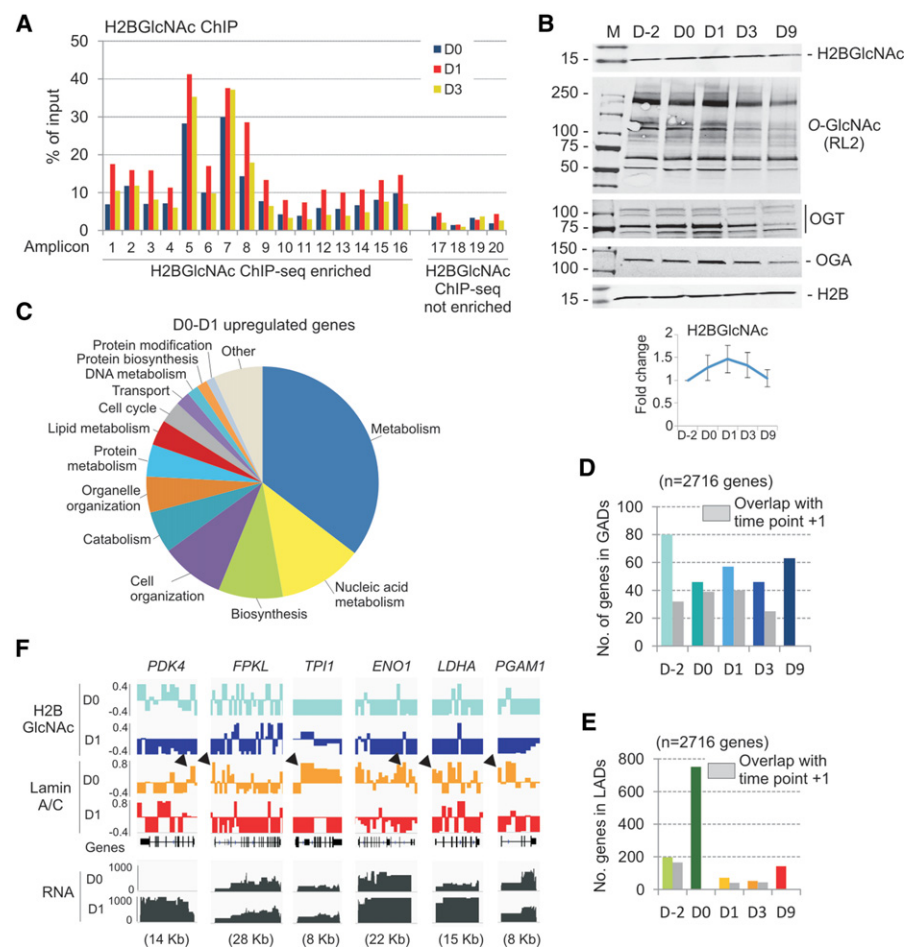 A
H2BGlcNAc ChIP
50
40
30
20
10
0
% of input
D0
D1
D3
Amplicon 1 2 3 4 5 6 7 8 9 10 11 12 13 14 15 16 17 18 19 20
H2BGlcNAc ChIP-seq enriched
H2BGlcNAc
ChIP-seq
not enriched
B
M D-2 D0 D1 D3 D9
15 - - H2BGlcNAc
250 -
100 -
75 -
50 -
O-GlcNAc
(RL2)
100 -
75 -
OGT
150 -
100 -
- OGA
15 - - H2B
H2BGlcNAc
Fold change
2
1.5
1
0.5
0
D-2 D0 D1 D3 D9
C
D0-D1 upregulated genes
Protein modification
Protein biosynthesis
DNA metabolism
Transport
Cell cycle
Lipid metabolism
Protein
metabolism
Organelle
organization
Catabolism
Cell
organization
Biosynthesis
Nucleic acid
metabolism
Metabolism
Other
D
(n=2716 genes)
Overlap with
time point +1
No. of genes in GADs
100
80
60
40
20
0
D-2 D0 D1 D3 D9
E
(n=2716 genes)
Overlap with
time point +1
No. genes in LADs
800
600
400
200
0
D-2 D0 D1 D3 D9
F
PDK4 FPKL TPI1 ENO1 LDHA PGAM1
H2B
GlcNAc
D0
0.4
-0.4
D1
0.4
-0.4
Lamin
A/C
D0
0.8
-0.4
D1
0.8
-0.4
Genes
RNA
D0
1000
0
D1
1000
0
(14 Kb) (28 Kb) (8 Kb) (22 Kb) (15 Kb) (8 Kb)